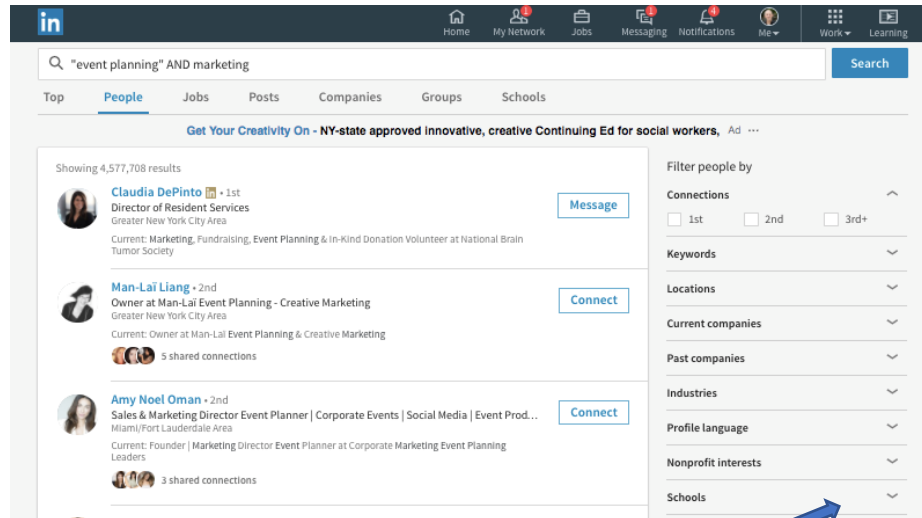 in
1
1
4
Home
My Network
Jobs
Messaging
Notifications
Me
Work
Learning
"event planning" AND marketing
Search
Top People Jobs Posts Companies Groups Schools
Get Your Creativity On - NY-state approved innovative, creative Continuing Ed for social workers, Ad ...
Showing 4,577,708 results
Claudia DePinto in • 1st
Director of Resident Services
Greater New York City Area
Current: Marketing, Fundraising, Event Planning & In-Kind Donation Volunteer at National Brain
Tumor Society
Message
Man-Laï Liang • 2nd
Owner at Man-Laï Event Planning - Creative Marketing
Greater New York City Area
Current: Owner at Man-Laï Event Planning & Creative Marketing
5 shared connections
Connect
Amy Noel Oman • 2nd
Sales & Marketing Director Event Planner | Corporate Events | Social Media | Event Prod...
Miami/Fort Lauderdale Area
Current: Founder | Marketing Director Event Planner at Corporate Marketing Event Planning
Leaders
3 shared connections
Connect
Filter people by
Connections
1st 2nd 3rd+
Keywords
Locations
Current companies
Past companies
Industries
Profile language
Nonprofit interests
Schools